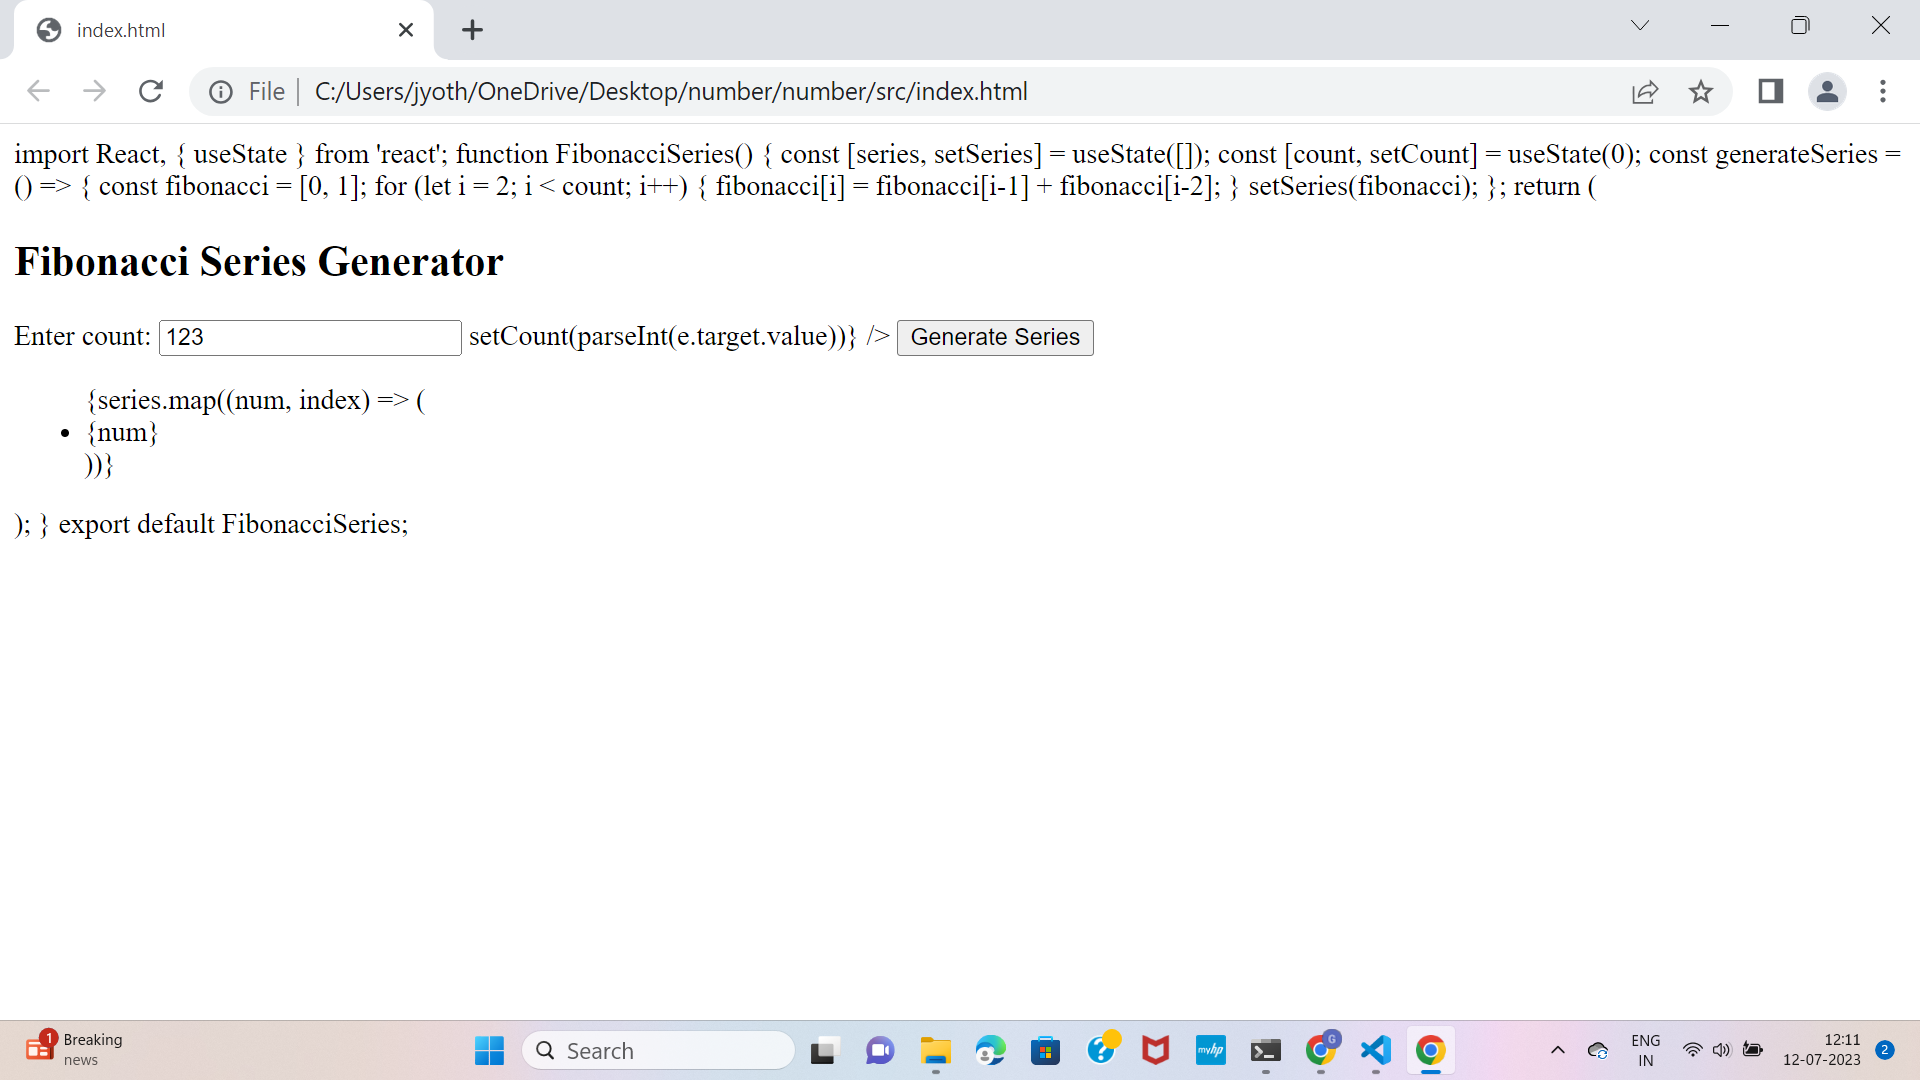 index.html
File | C:/Users/jyoth/OneDrive/Desktop/number/number/src/index.html
import React, { useState } from 'react'; function FibonacciSeries() { const [series, setSeries] = useState([]); const [count, setCount] = useState(0); const generateSeries =
() => { const fibonacci = [0, 1]; for (let i = 2; i < count; i++) { fibonacci[i] = fibonacci[i-1] + fibonacci[i-2]; } setSeries(fibonacci); }; return (
Fibonacci Series Generator
Enter count: 123 setCount(parseInt(e.target.value))} /> Generate Series
{series.map((num, index) => (
• {num}
))}
); } export default FibonacciSeries;
1 Breaking
news
Search
myhp
G
ENG
IN
12:11
12-07-2023
2